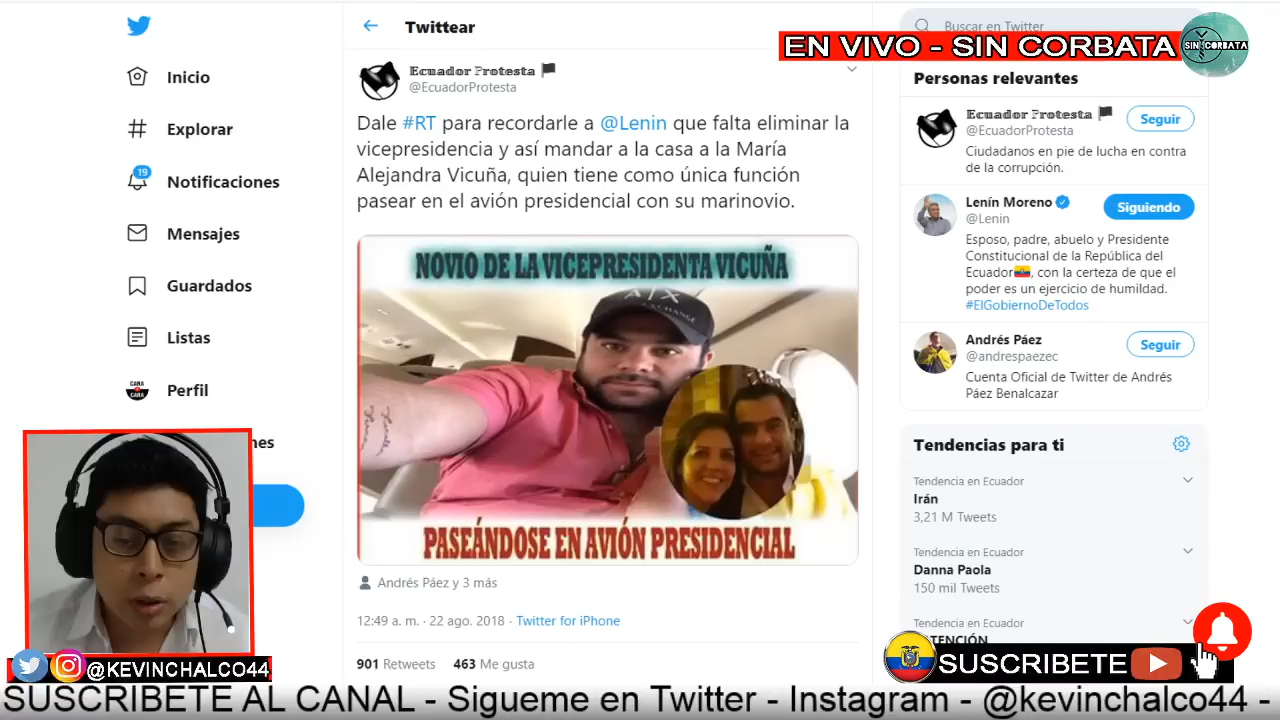 Twittear
Buscar en Twitter
EN VIVO - SIN CORBATA
SIN CORBATA
Inicio
Explorar
19
Notificaciones
Mensajes
Guardados
Listas
CARA
CARA
Perfil
nes
Ecuador Protesta
@EcuadorProtesta
Dale #RT para recordarle a @Lenin que falta eliminar la
vicepresidencia y así mandar a la casa a la María
Alejandra Vicuña, quien tiene como única función
pasear en el avión presidencial con su marinovio.
NOVIO DE LA VICEPRESIDENTA VICUÑA
A|X
EXCHANGE
PASEÁNDOSE EN AVIÓN PRESIDENCIAL
Andrés Páez y 3 más
12:49 a. m. · 22 ago. 2018 · Twitter for iPhone
901 Retweets 463 Me gusta
Personas relevantes
Ecuador Protesta
@EcuadorProtesta
Seguir
Ciudadanos en pie de lucha en contra
de la corrupción.
Lenín Moreno
@Lenin
Siguiendo
Esposo, padre, abuelo y Presidente
Constitucional de la República del
Ecuador, con la certeza de que el
poder es un ejercicio de humildad.
#ElGobiernoDeTodos
Andrés Páez
@andrespaezec
Seguir
Cuenta Oficial de Twitter de Andrés
Páez Benalcazar
Tendencias para ti
Tendencia en Ecuador
Irán
3,21 M Tweets
Tendencia en Ecuador
Danna Paola
150 mil Tweets
Tendencia en Ecuador
ATENCIÓN
SUSCRIBETE
@KEVINCHALCO44
SUSCRIBETE AL CANAL - Sigueme en Twitter - Instagram - @kevinchalco44 -